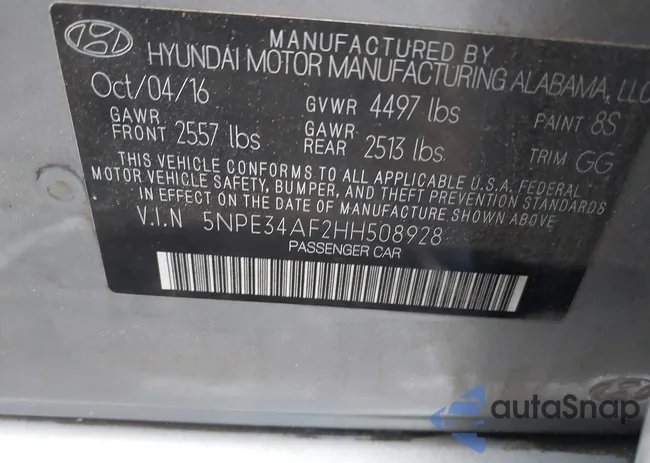 MANUFACTURED BY
HYUNDAI MOTOR MANUFACTURING ALABAMA, LLC
Oct/04/16 GVWR 4497 lbs PAINT 8S
GAWR FRONT 2557 lbs GAWR REAR 2513 lbs TRIM GG
THIS VEHICLE CONFORMS TO ALL APPLICABLE U.S.A. FEDERAL
MOTOR VEHICLE SAFETY, BUMPER, AND THEFT PREVENTION STANDARDS
IN EFFECT ON THE DATE OF MANUFACTURE SHOWN ABOVE.
V.I.N 5NPE34AF2HH508928
PASSENGER CAR
autoSnap